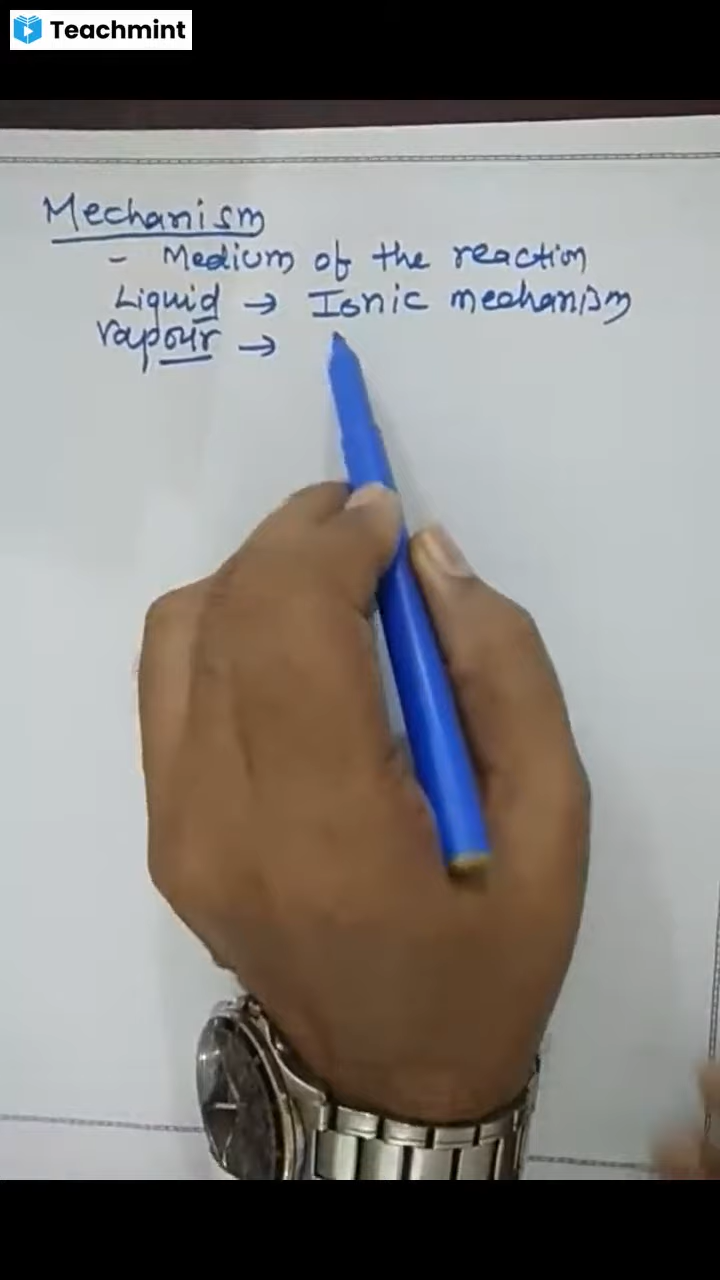 Teachmint
Mechanism
- Medium of the reaction
Liquid → Ionic mechanism
Vapour →